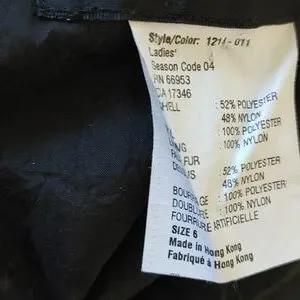 Style/Color: 1211-011
Ladies'
Season Code 04
RN 66953
CA 17346
SHELL : 52% POLYESTER
48% NYLON
: 100% POLYESTER
: 100% NYLON
FUR
52% POLYESTER
48% NYLON
: 100% POLYESTER
: 100% NYLON
FOURRURE ARTIFICIELLE
SIZE 6
Made in Hong Kong
Fabriqué à Hong Kong